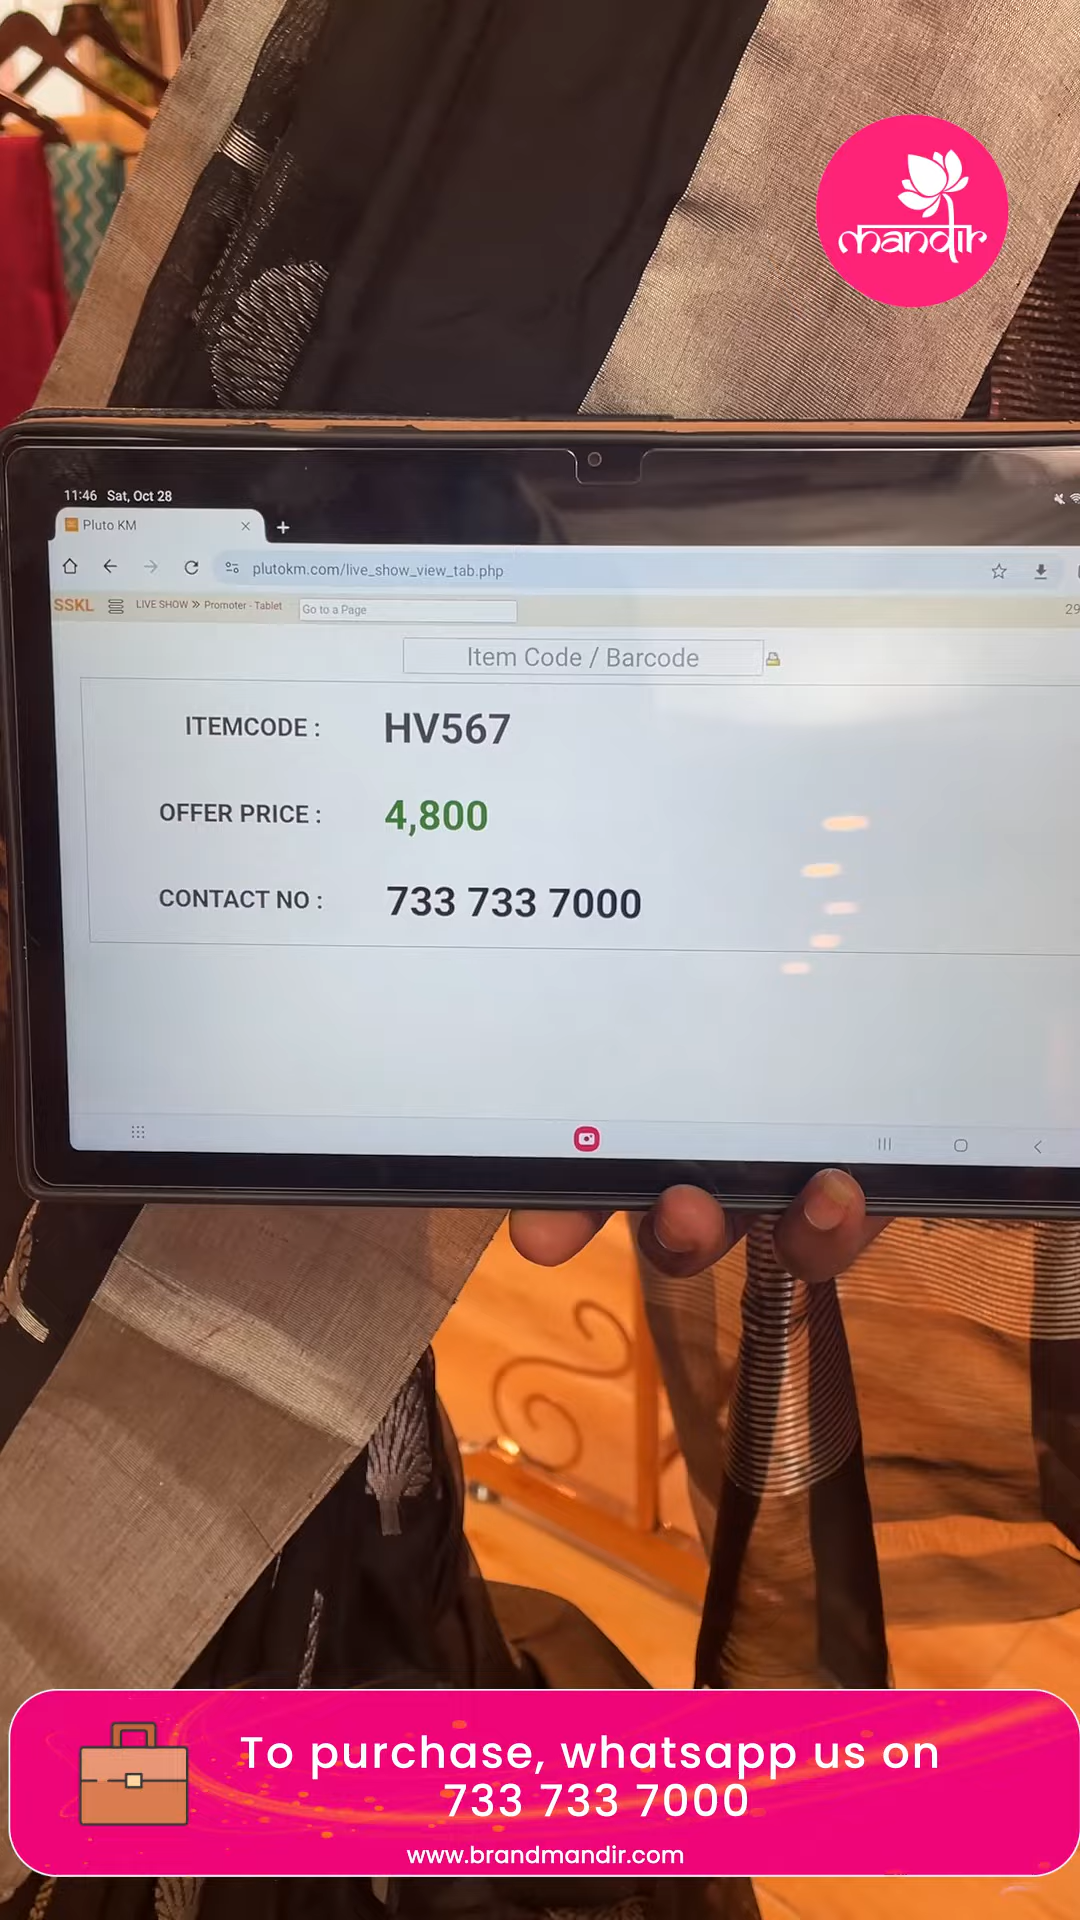 mandir
11:46 Sat, Oct 28
Pluto KM
plutokm.com/live_show_view_tab.php
SSKL LIVE SHOW » Promoter - Tablet Go to a Page 29
Item Code / Barcode
ITEMCODE : HV567
OFFER PRICE : 4,800
CONTACT NO : 733 733 7000
To purchase, whatsapp us on
733 733 7000
www.brandmandir.com